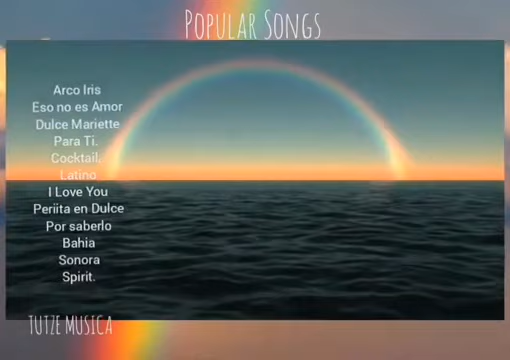 Popular Songs
Arco Iris
Eso no es Amor
Dulce Mariette
Para Ti.
Cocktail.
Latino
I Love You
Periita en Dulce
Por saberlo
Bahia
Sonora
Spirit.
TUTZE MUSICA